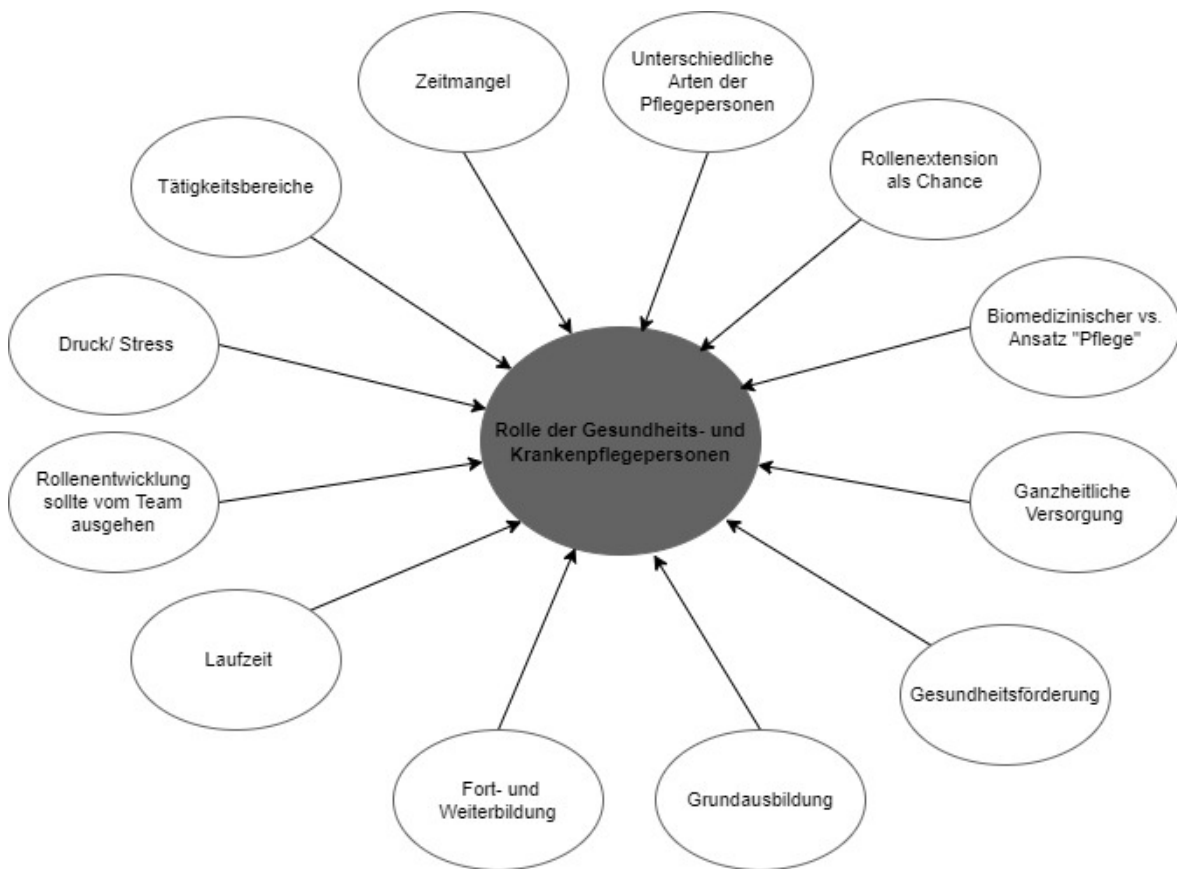 Zeitmangel
Unterschiedliche
Arten der
Pflegepersonen
Rollenextension
als Chance
Tätigkeitsbereiche
Biomedizinischer vs.
Ansatz "Pflege"
Druck/ Stress
Rolle der Gesundheits- und
Krankenpflegepersonen
Rollenentwicklung
sollte vom Team
ausgehen
Ganzheitliche
Versorgung
Laufzeit
Gesundheitsförderung
Fort- und
Weiterbildung
Grundausbildung